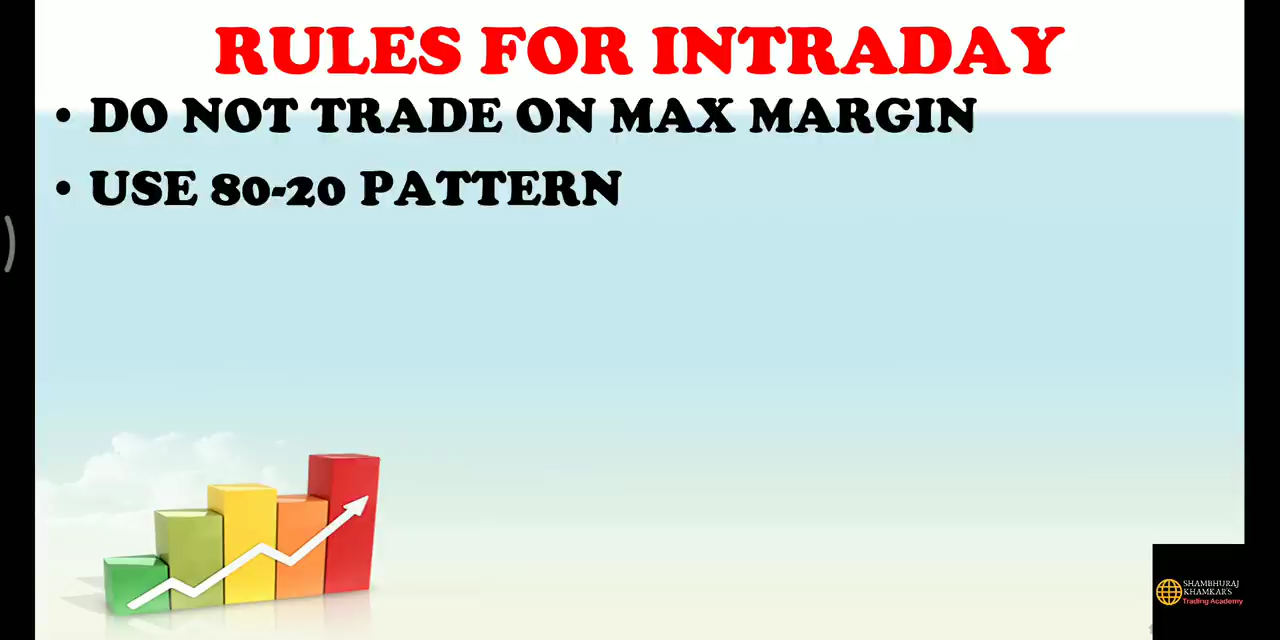 RULES FOR INTRADAY
• DO NOT TRADE ON MAX MARGIN
• USE 80-20 PATTERN
SHAMBHURAJ
KHAMKAR'S
Trading Academy